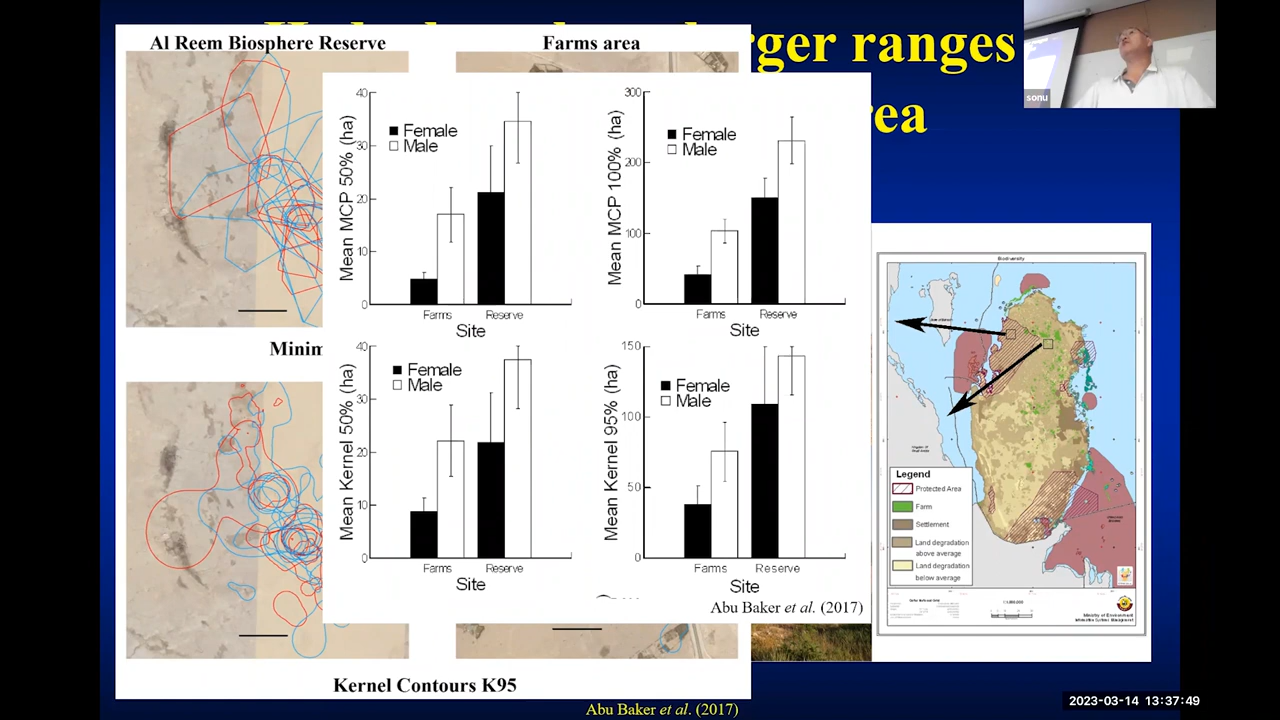 rger ranges
rea
sonu
Al Reem Biosphere Reserve
Farms area
Minim
Kernel Contours K95
Abu Baker et al. (2017)
Mean MCP 50% (ha)
40
30
20
10
0
Female
Male
Farms
Reserve
Site
Mean MCP 100% (ha)
300
200
100
0
Female
Male
Farms
Reserve
Site
Mean Kernel 50% (ha)
40
30
20
10
0
Female
Male
Farms
Reserve
Site
Mean Kernel 95% (ha)
150
100
50
0
Female
Male
Farms
Reserve
Site
Abu Baker et al. (2017)
Biodiversity
Legend
Protected Area
Farm
Settlement
Land degradation
above average
Land degradation
below average
Ministry of Environment
2023-03-14 13:37:49